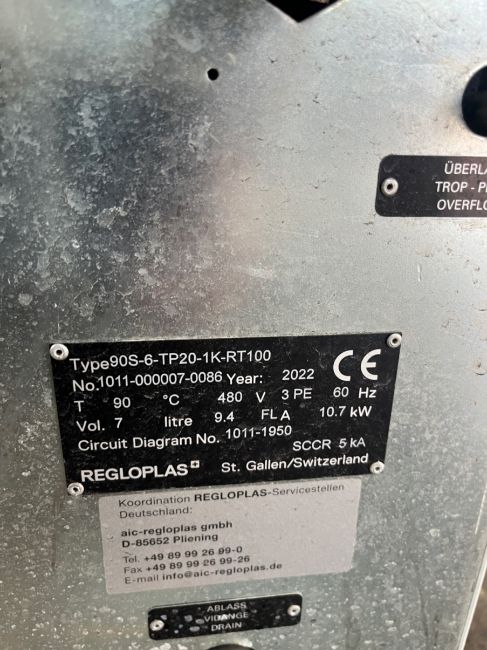 ÜBERLA
TROP - P
OVERFLO
Type90S-6-TP20-1K-RT100
No.1011-000007-0086 Year: 2022 CE
T 90 °C 480 V 3 PE 60 Hz
Vol. 7 litre 9.4 FLA 10.7 kW
Circuit Diagram No. 1011-1950
SCCR 5 kA
REGLOPLAS St. Gallen/Switzerland
Koordination REGLOPLAS-Servicestellen
Deutschland:
aic-regloplas gmbh
D-85652 Pliening
Tel. +49 89 99 26 99-0
Fax +49 89 99 26 99-26
E-mail info@aic-regloplas.de
ABLASS
VIDANGE
DRAIN